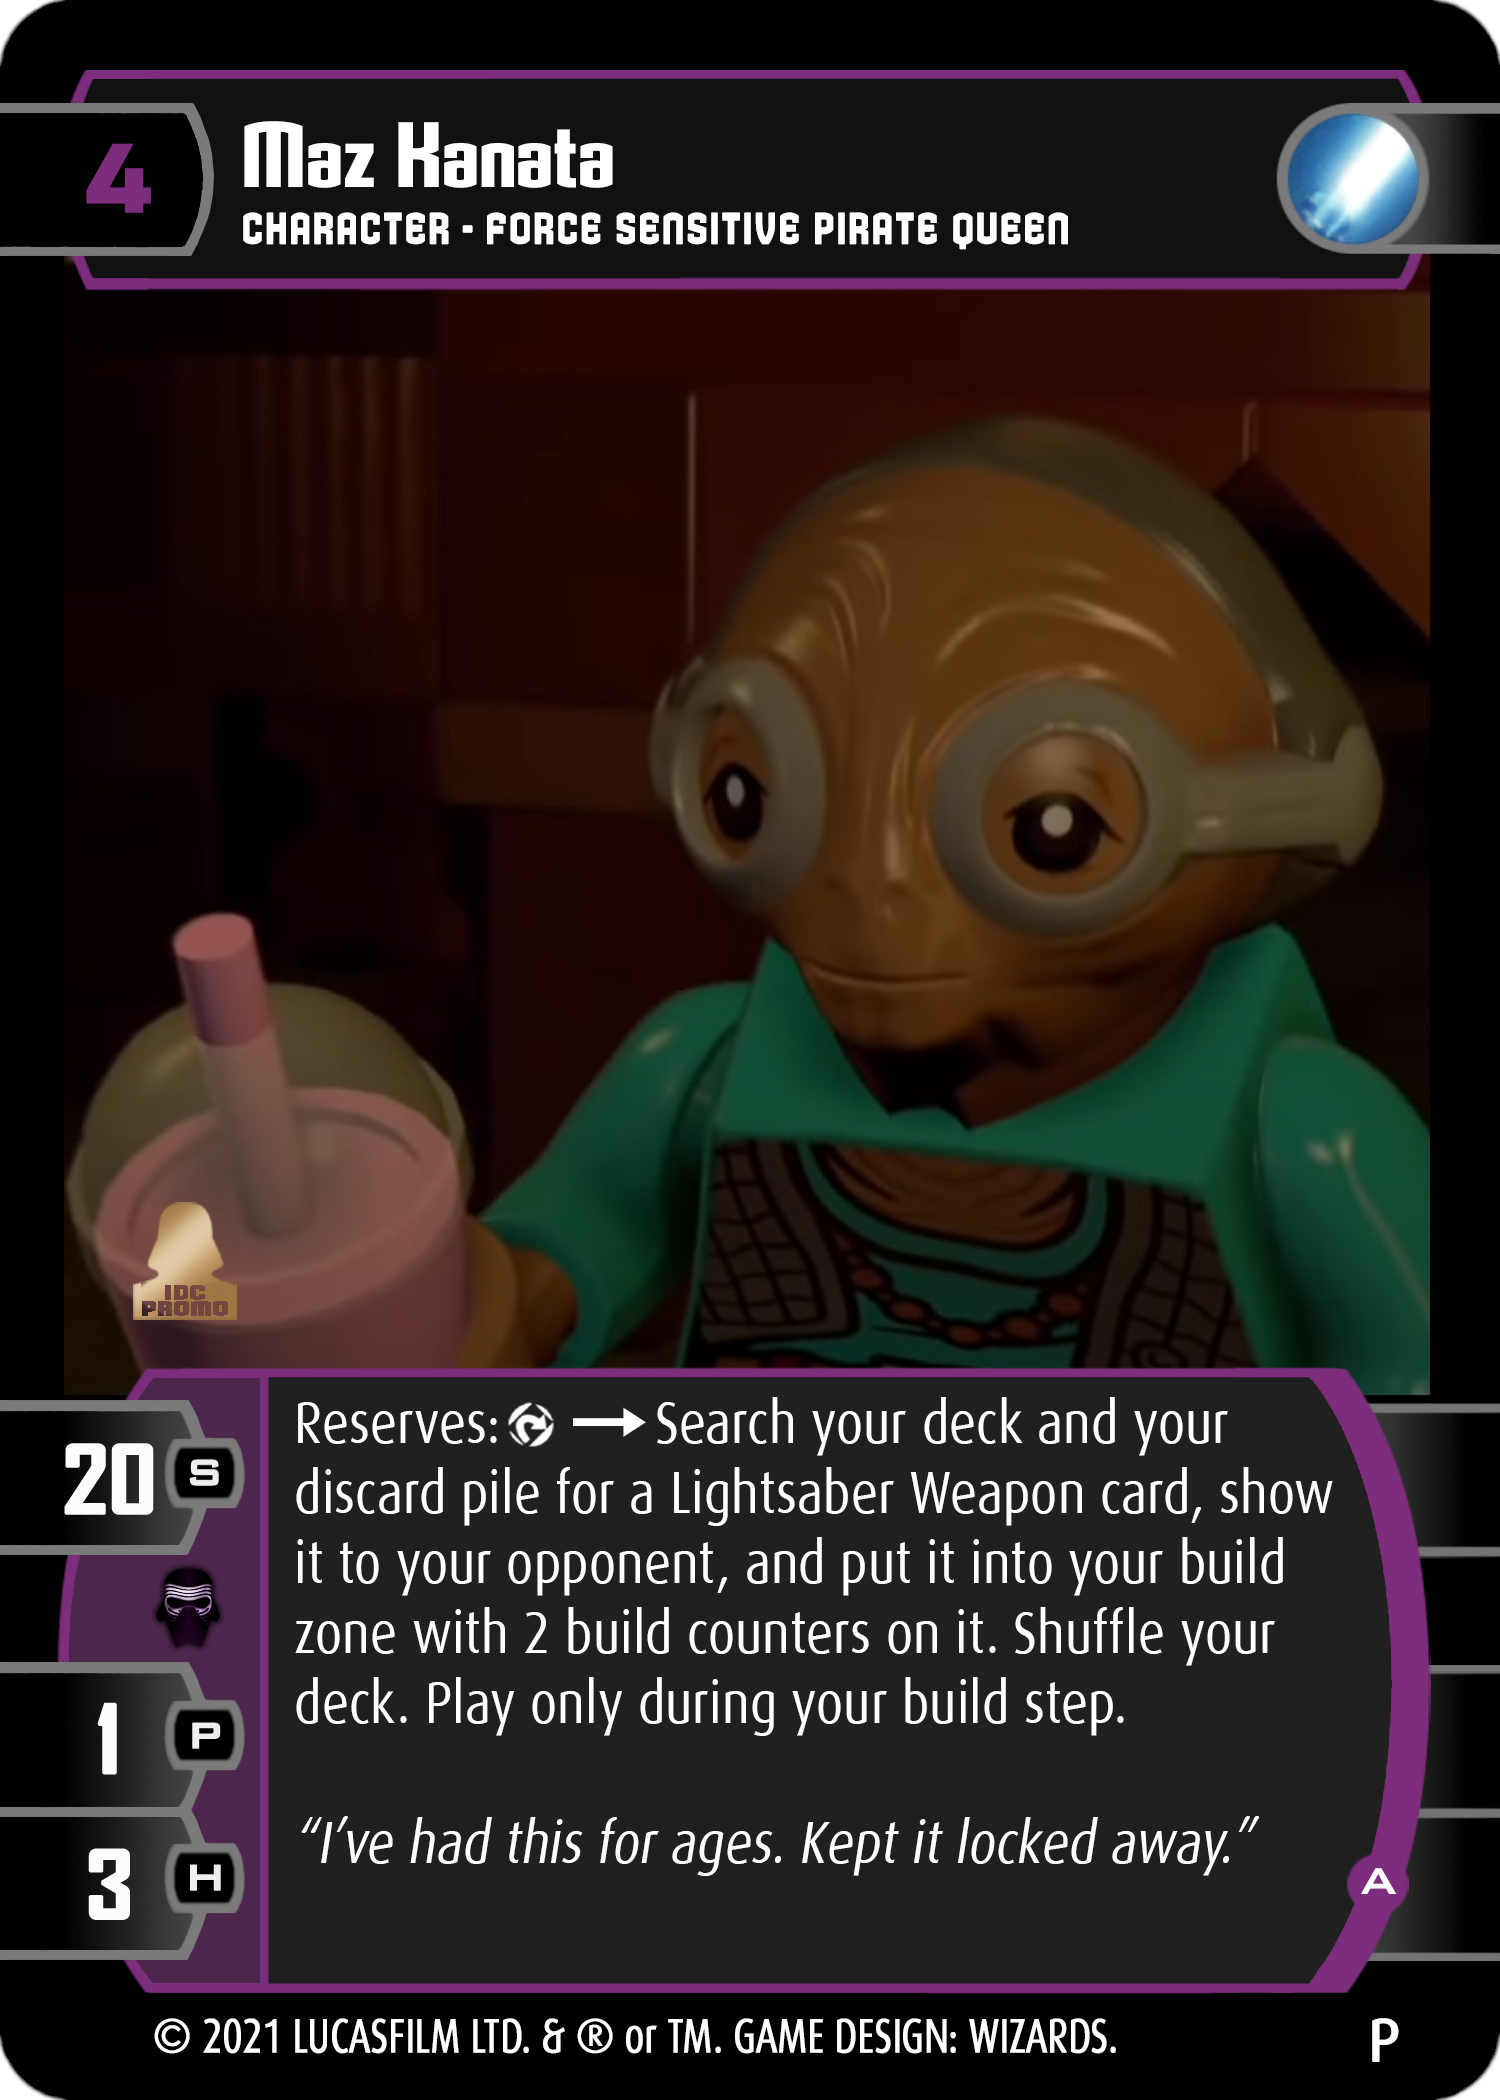 4
Maz Kanata
CHARACTER - FORCE SENSITIVE PIRATE QUEEN
IDC
PROMO
20 S
1 P
3 H
Reserves: → Search your deck and your
discard pile for a Lightsaber Weapon card, show
it to your opponent, and put it into your build
zone with 2 build counters on it. Shuffle your
deck. Play only during your build step.
“I’ve had this for ages. Kept it locked away.”
A
© 2021 LUCASFILM LTD. & ® or TM. GAME DESIGN: WIZARDS.
P